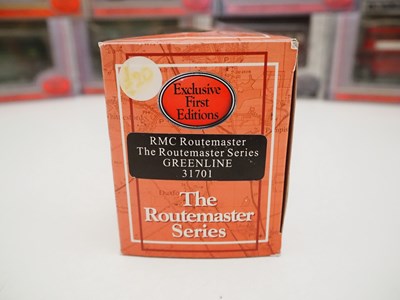 Exclusive
First
Editions
RMC Routemaster
The Routemaster Series
GREENLINE
31701
The
Routemaster
Series